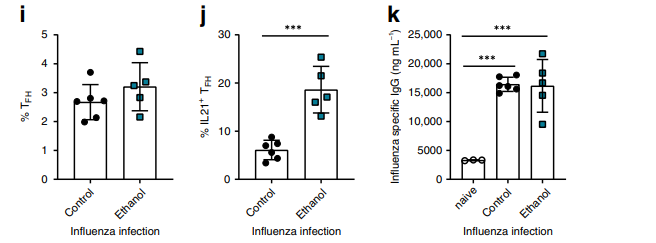 i
5
4
3
2
1
0
% TFH
Control
Ethanol
Influenza infection
j
***
30
20
10
0
% IL21+ TFH
Control
Ethanol
Influenza infection
k
***
***
25,000
20,000
15,000
10,000
5000
0
Influenza specific IgG (ng mL−1)
naive
Control
Ethanol
Influenza infection